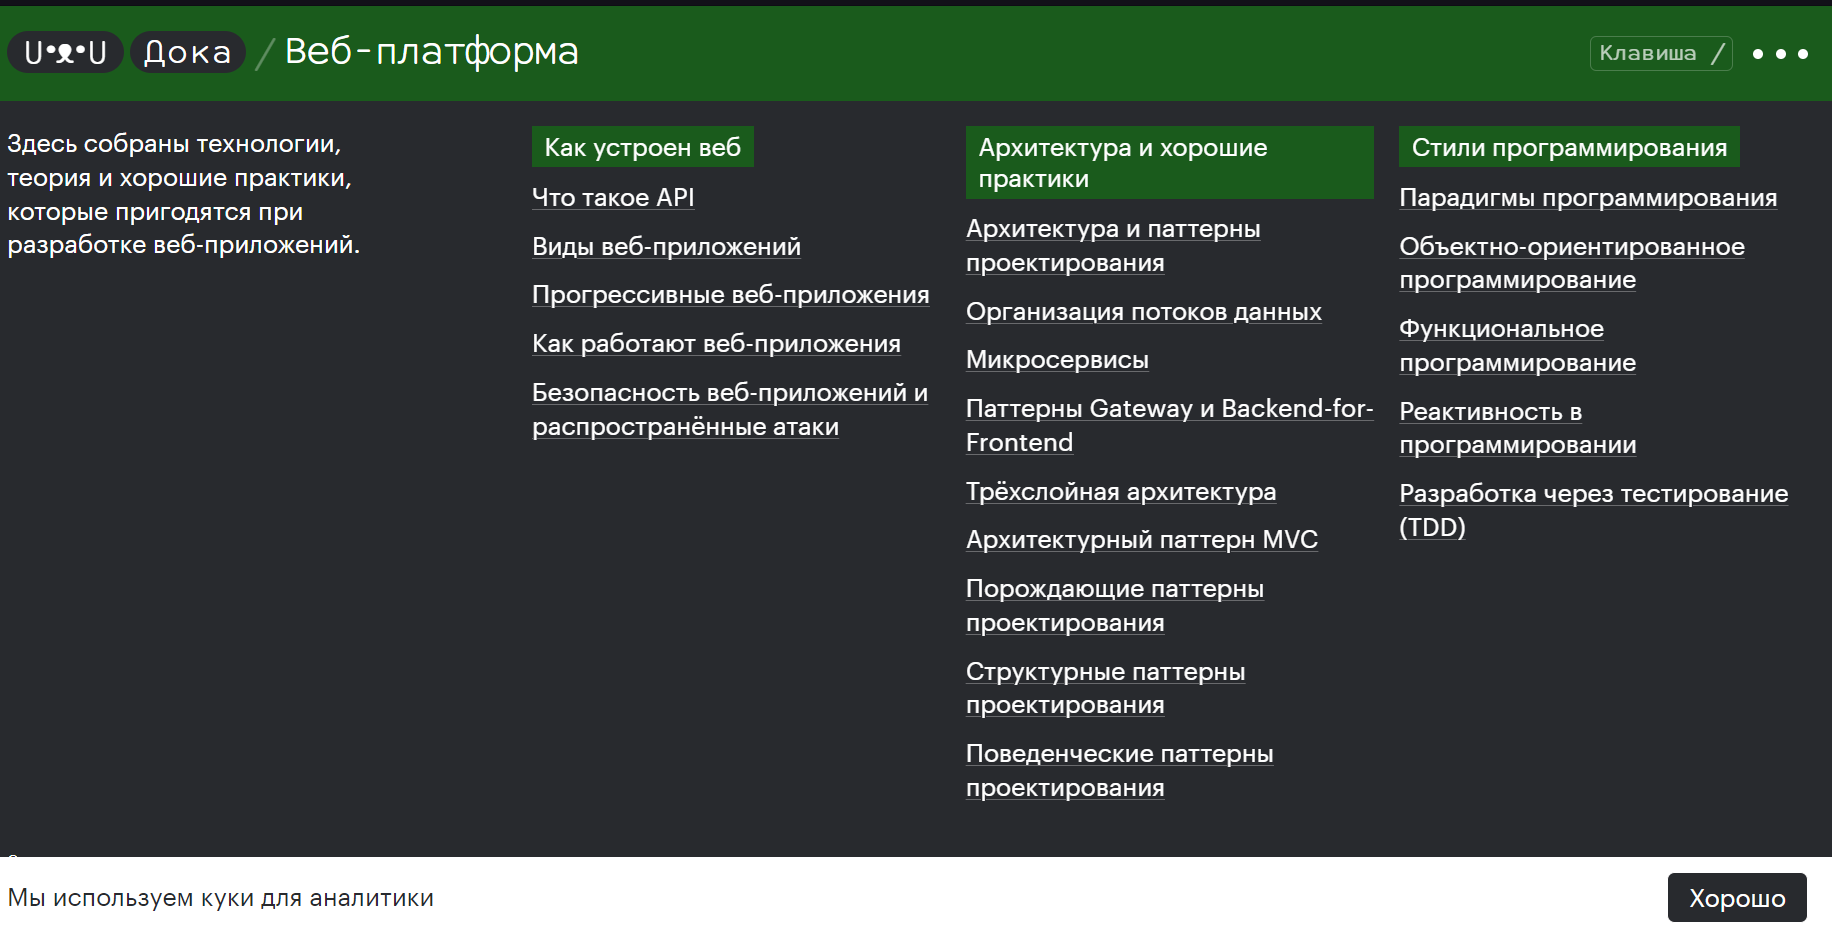 Дока / Веб-платформа
Клавиша /
Здесь собраны технологии,
теория и хорошие практики,
которые пригодятся при
разработке веб-приложений.
Как устроен веб
Что такое API
Виды веб-приложений
Прогрессивные веб-приложения
Как работают веб-приложения
Безопасность веб-приложений и
распространённые атаки
Архитектура и хорошие
практики
Архитектура и паттерны
проектирования
Организация потоков данных
Микросервисы
Паттерны Gateway и Backend-for-
Frontend
Трёхслойная архитектура
Архитектурный паттерн MVC
Порождающие паттерны
проектирования
Структурные паттерны
проектирования
Поведенческие паттерны
проектирования
Стили программирования
Парадигмы программирования
Объектно-ориентированное
программирование
Функциональное
программирование
Реактивность в
программировании
Разработка через тестирование
(TDD)
Мы используем куки для аналитики
Хорошо